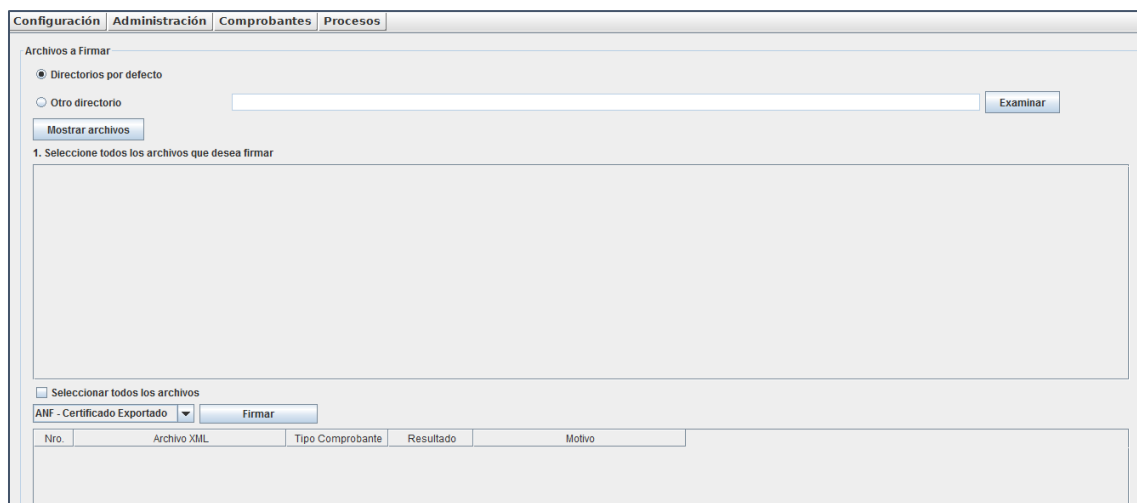 Configuración Administración Comprobantes Procesos
Archivos a Firmar
Directorios por defecto
Otro directorio Examinar
Mostrar archivos
1. Seleccione todos los archivos que desea firmar
Seleccionar todos los archivos
ANF - Certificado Exportado Firmar
Nro. Archivo XML Tipo Comprobante Resultado Motivo